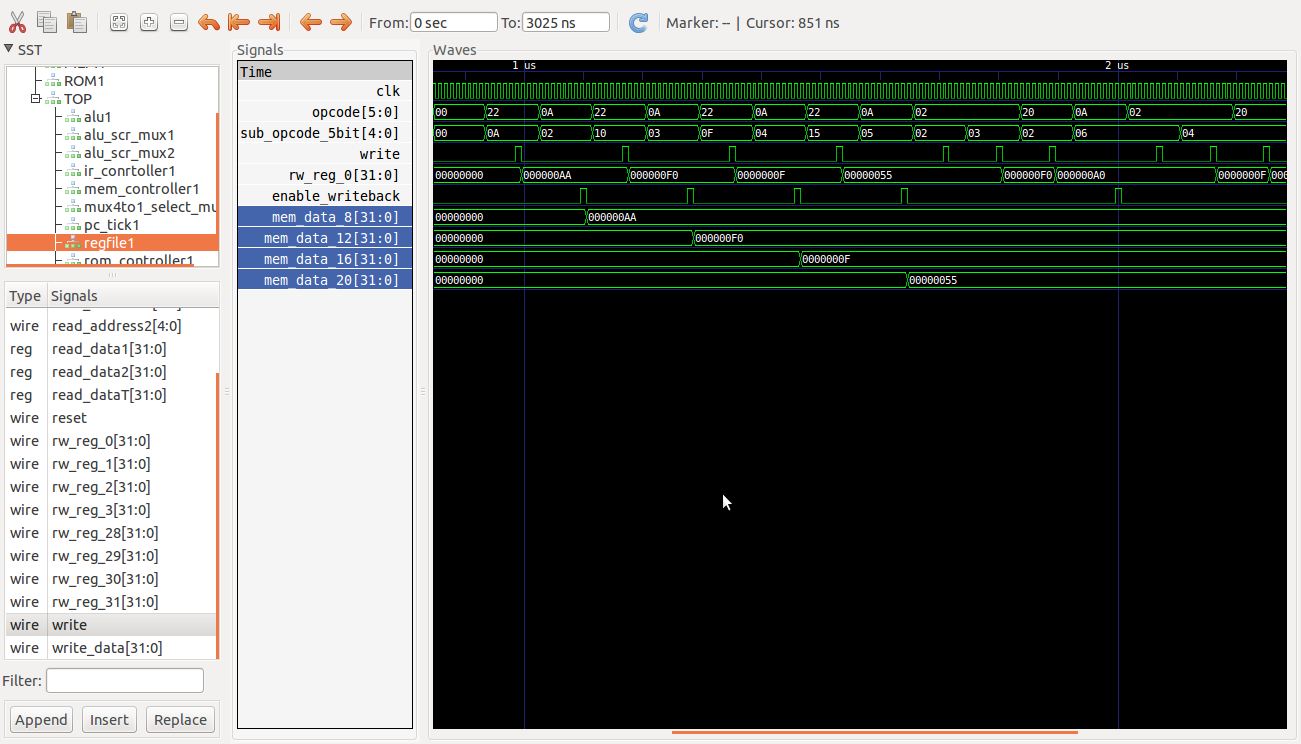 From: 0 sec To: 3025 ns Marker: -- | Cursor: 851 ns
SST
ROM1
TOP
alu1
alu_scr_mux1
alu_scr_mux2
ir_conrtoller1
mem_conrtoller1
mux4to1_select_mu
pc_tick1
regfile1
rom_controller1
Type Signals
wire read_address2[4:0]
reg read_data1[31:0]
reg read_data2[31:0]
reg read_dataT[31:0]
wire reset
wire rw_reg_0[31:0]
wire rw_reg_1[31:0]
wire rw_reg_2[31:0]
wire rw_reg_3[31:0]
wire rw_reg_28[31:0]
wire rw_reg_29[31:0]
wire rw_reg_30[31:0]
wire rw_reg_31[31:0]
wire write
wire write_data[31:0]
Filter:
Append Insert Replace
Signals
Time
clk
opcode[5:0]
sub_opcode_5bit[4:0]
write
rw_reg_0[31:0]
enable_writeback
mem_data_8[31:0]
mem_data_12[31:0]
mem_data_16[31:0]
mem_data_20[31:0]
Waves
1 us 2 us
00 22 0A 22 0A 22 0A 22 0A 02 20 0A 02 20
00 0A 02 10 03 0F 04 15 05 02 03 02 06 04
00000000 000000AA 000000F0 0000000F 00000055 000000F0 000000A0 0000000F 000
00000000 000000AA
00000000 000000F0
00000000 0000000F
00000000 00000055